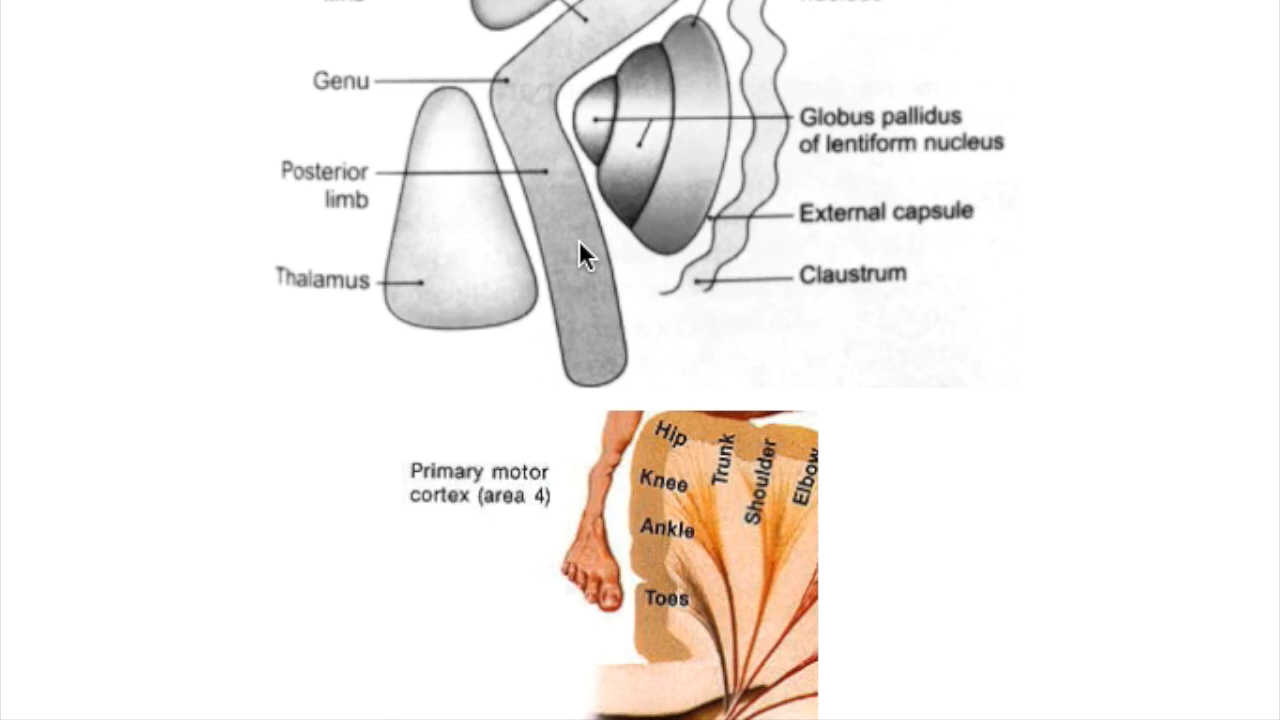 Genu
Globus pallidus
of lentiform nucleus
Posterior
limb
External capsule
Thalamus
Claustrum
Primary motor
cortex (area 4)
Hip
Trunk
Shoulder
Elbow
Knee
Ankle
Toes